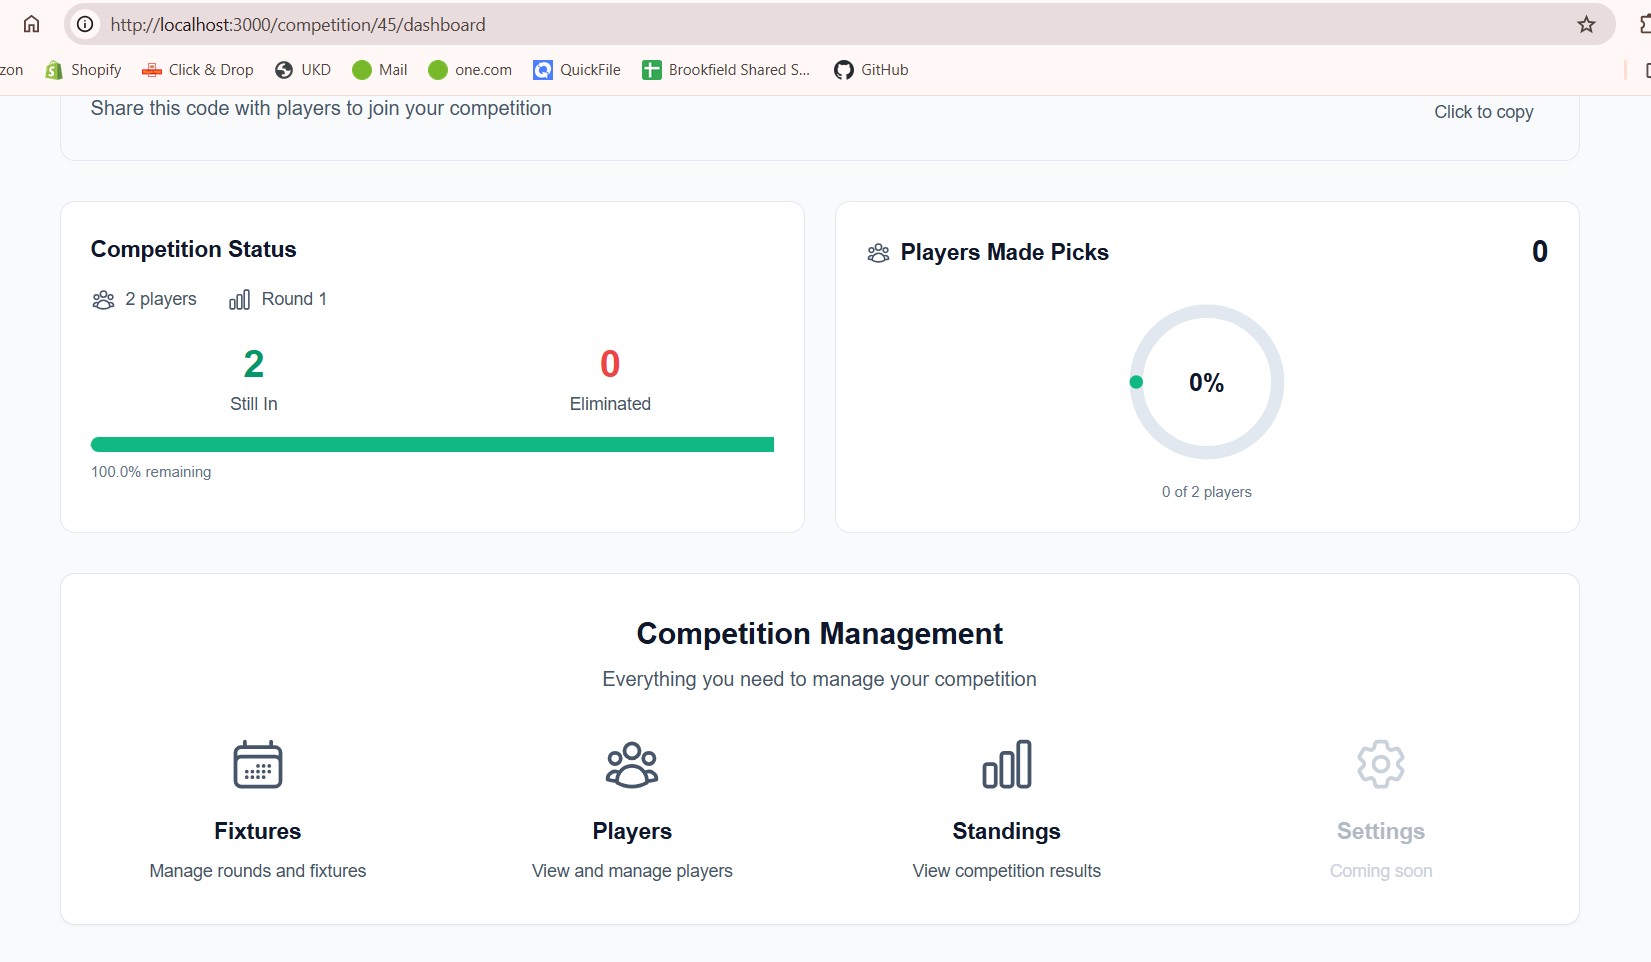 http://localhost:3000/competition/45/dashboard
zon Shopify Click & Drop UKD Mail one.com QuickFile Brookfield Shared S... GitHub
Share this code with players to join your competition
Click to copy
Competition Status
2 players Round 1
2 0
Still In Eliminated
100.0% remaining
Players Made Picks 0
0%
0 of 2 players
Competition Management
Everything you need to manage your competition
Fixtures
Manage rounds and fixtures
Players
View and manage players
Standings
View competition results
Settings
Coming soon